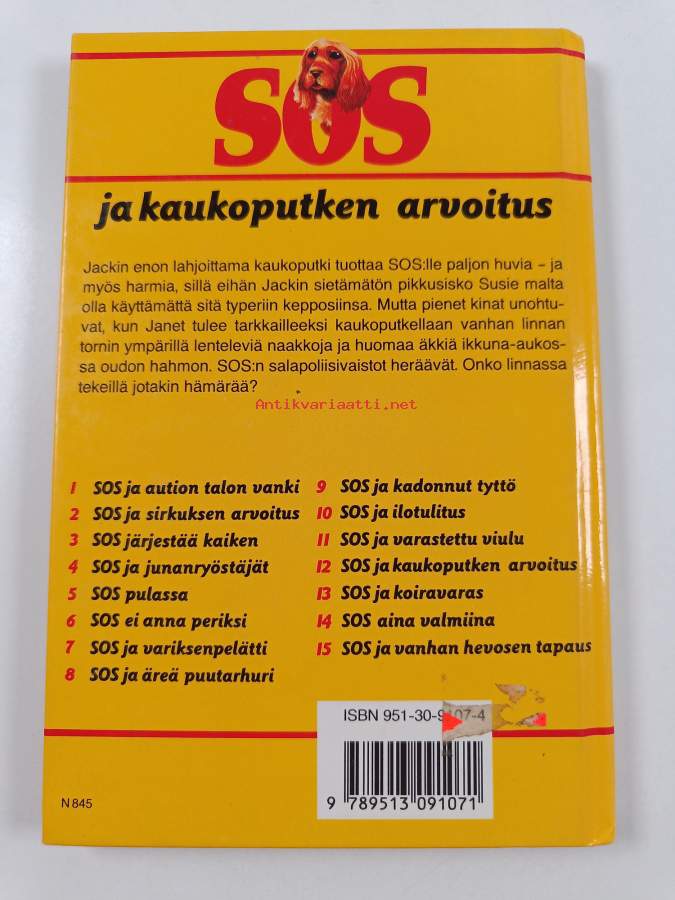 SOS
ja kaukoputken arvoitus
Jackin enon lahjoittama kaukoputki tuottaa SOS:lle paljon huvia – ja
myös harmia, sillä eihän Jackin sietämätön pikkusisko Susie malta
olla käyttämättä sitä typeriin kepposiinsa. Mutta pienet kinat unohtu-
vat, kun Janet tulee tarkkailleeksi kaukoputkellaan vanhan linnan
tornin ympärillä lenteleviä naakkoja ja huomaa äkkiä ikkuna-aukos-
sa oudon hahmon. SOS:n salapoliisivaistot heräävät. Onko linnassa
tekeillä jotakin hämärää?
Antikvariaatti.net
1 SOS ja aution talon vanki
2 SOS ja sirkuksen arvoitus
3 SOS järjestää kaiken
4 SOS ja junanryöstäjät
5 SOS pulassa
6 SOS ei anna periksi
7 SOS ja variksenpelätti
8 SOS ja äreä puutarhuri
9 SOS ja kadonnut tyttö
10 SOS ja ilotulitus
11 SOS ja varastettu viulu
12 SOS ja kaukoputken arvoitus
13 SOS ja koiravaras
14 SOS aina valmiina
15 SOS ja vanhan hevosen tapaus
ISBN 951-30-9107-4
9 789513 091071
N 845